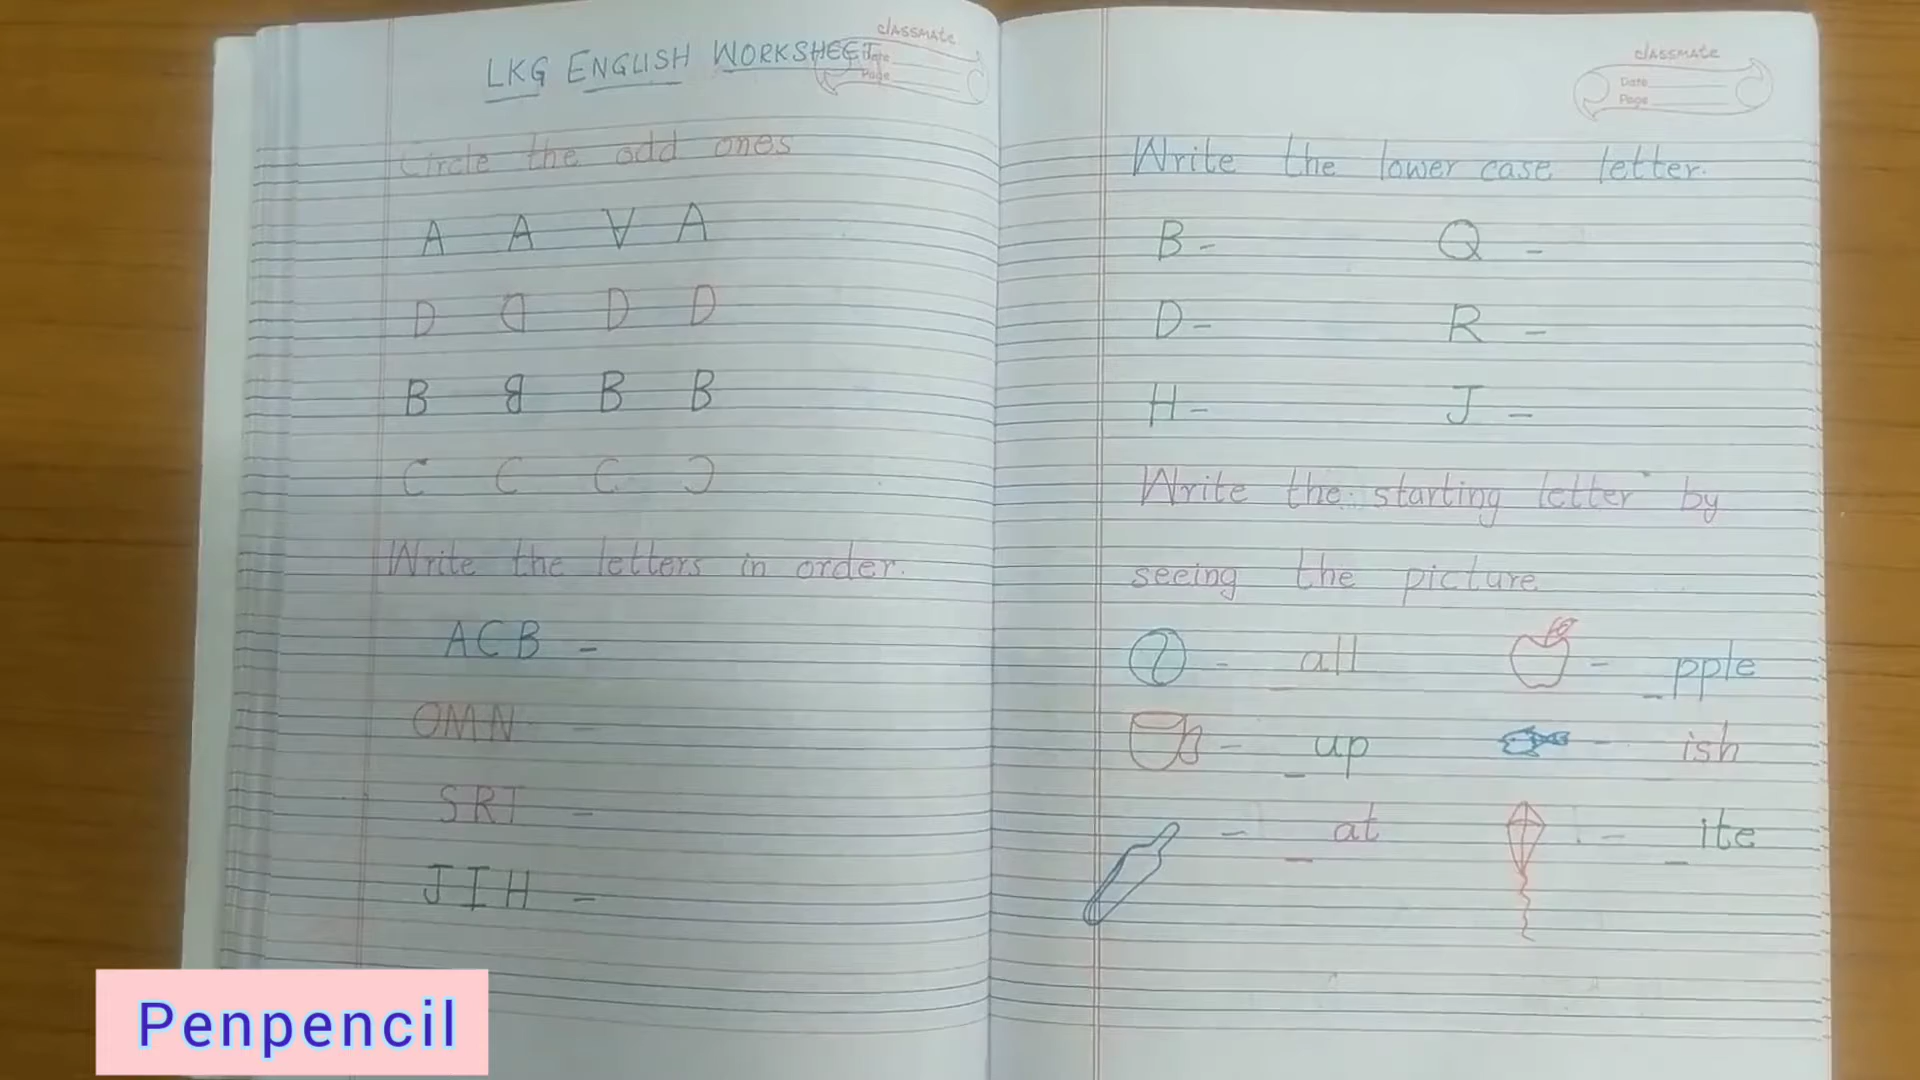 LKG ENGLISH WORKSHEET
classmate
Date
Page
Circle the odd ones
A A ∀ A
D ᗡ D D
B ᗺ B B
C C C Ɔ
Write the letters in order.
ACB -
OMN -
SRT -
JIH -
classmate
Date
Page
Write the lower case letter.
B - Q -
D - R -
H - J -
Write the starting letter by
seeing the picture
- _all - _pple
- _up - _ish
- _at - _ite
Penpencil